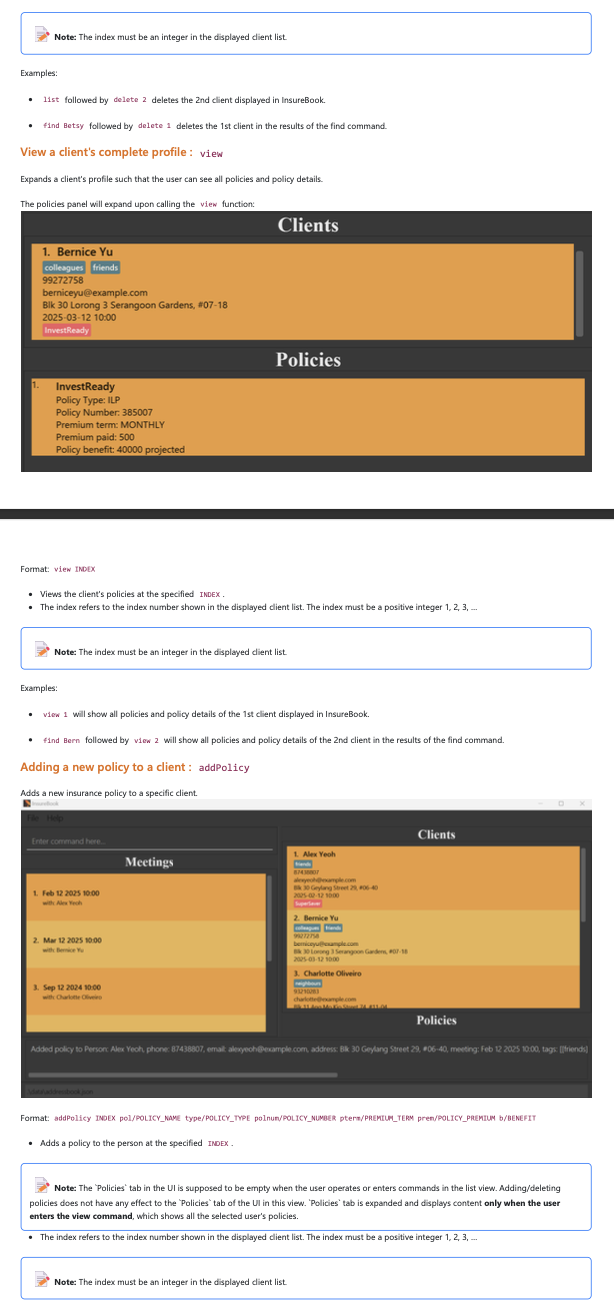 Note: The index must be an integer in the displayed client list.
Examples:
list followed by delete 2 deletes the 2nd client displayed in InsureBook.
find Betsy followed by delete 1 deletes the 1st client in the results of the find command.
View a client's complete profile : view
Expands a client's profile such that the user can see all policies and policy details.
The policies panel will expand upon calling the view function:
Clients
1. Bernice Yu
colleagues friends
99272758
berniceyu@example.com
Blk 30 Lorong 3 Serangoon Gardens, #07-18
2025-03-12 10:00
InvestReady
Policies
1. InvestReady
Policy Type: ILP
Policy Number: 385007
Premium term: MONTHLY
Premium paid: 500
Policy benefit: 40000 projected
Format: view INDEX
Views the client's policies at the specified INDEX .
The index refers to the index number shown in the displayed client list. The index must be a positive integer 1, 2, 3, ...
Note: The index must be an integer in the displayed client list.
Examples:
view 1 will show all policies and policy details of the 1st client displayed in InsureBook.
find Bern followed by view 2 will show all policies and policy details of the 2nd client in the results of the find command.
Adding a new policy to a client : addPolicy
Adds a new insurance policy to a specific client.
InsureBook
File Help
Enter command here...
Meetings
1. Feb 12 2025 10:00
with: Alex Yeoh
2. Mar 12 2025 10:00
with: Bernice Yu
3. Sep 12 2024 10:00
with: Charlotte Oliveiro
Clients
1. Alex Yeoh
friends
87438807
alexyeoh@example.com
Blk 30 Geylang Street 29, #06-40
2025-02-12 10:00
SuperSaver
2. Bernice Yu
colleagues friends
99272758
berniceyu@example.com
Blk 30 Lorong 3 Serangoon Gardens, #07-18
2025-03-12 10:00
3. Charlotte Oliveiro
neighbours
93210283
charlotte@example.com
Blk 11 Ang Mo Kio Street 74, #11-04
Policies
Added policy to Person: Alex Yeoh, phone: 87438807, email: alexyeoh@example.com, address: Blk 30 Geylang Street 29, #06-40, meeting: Feb 12 2025 10:00, tags: [[friends]
Format: addPolicy INDEX pol/POLICY_NAME type/POLICY_TYPE polnum/POLICY_NUMBER pterm/PREMIUM_TERM prem/POLICY_PREMIUM b/BENEFIT
Adds a policy to the person at the specified INDEX .
Note: The `Policies` tab in the UI is supposed to be empty when the user operates or enters commands in the list view. Adding/deleting
policies does not have any effect to the `Policies` tab of the UI in this view. `Policies` tab is expanded and displays content only when the user
enters the view command, which shows all the selected user's policies.
The index refers to the index number shown in the displayed client list. The index must be a positive integer 1, 2, 3, ...
Note: The index must be an integer in the displayed client list.